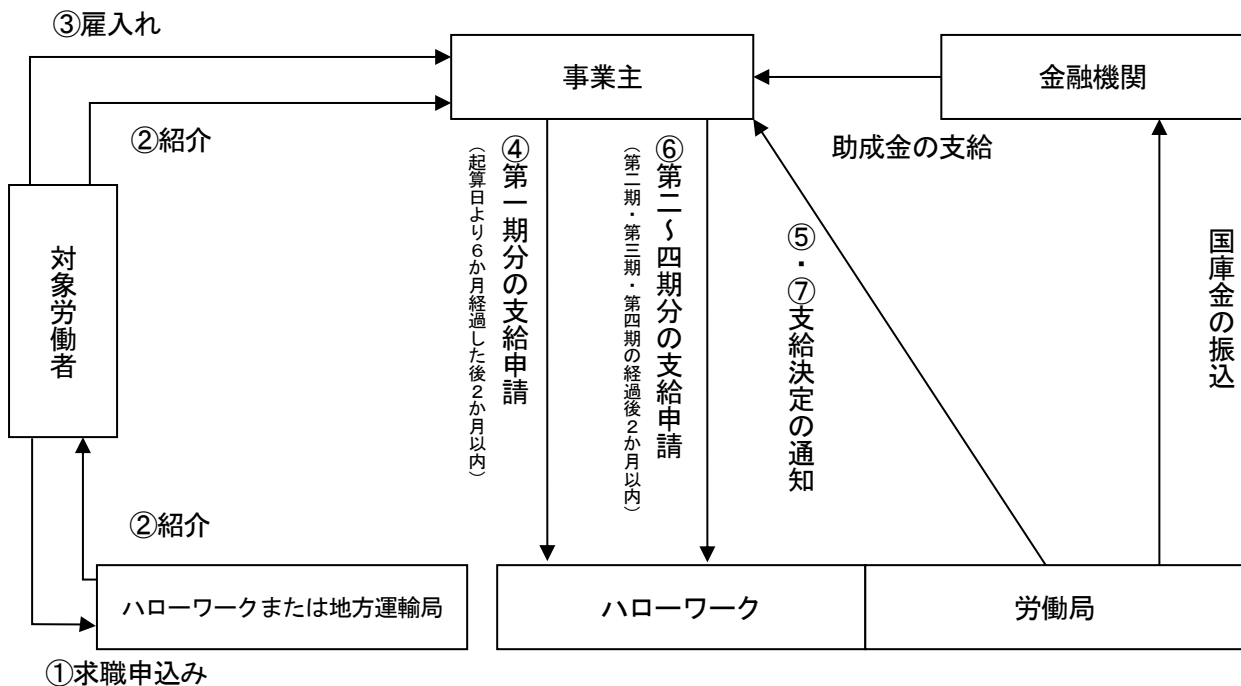 ③雇入れ
事業主
金融機関
②紹介
助成金の支給
④第一期分の支給申請
（起算日より６か月経過した後２か月以内）
⑥第二～四期分の支給申請
（第二期・第三期・第四期の経過後２か月以内）
⑤・⑦支給決定の通知
国庫金の振込
対象労働者
②紹介
ハローワークまたは地方運輸局
ハローワーク
労働局
①求職申込み